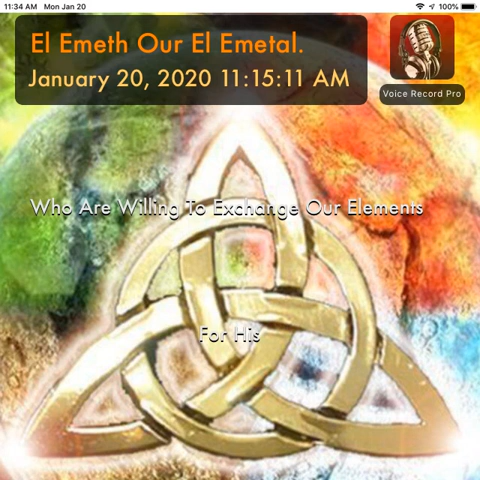 11:34 AM Mon Jan 20 100%
El Emeth Our El Emetal.
January 20, 2020 11:15:11 AM
Voice Record Pro
Who Are Willing To Exchange Our Elements
For His